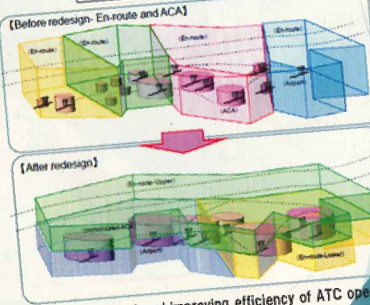 【Before redesign- En-route and ACA】
(En-route)
(En-route)
(En-route)
(En-route)
(Airport)
(ACA)
【After redesign】
(En-route-Upper)
(Airport)
(En-route-Lower)
improving efficiency of ATC ope